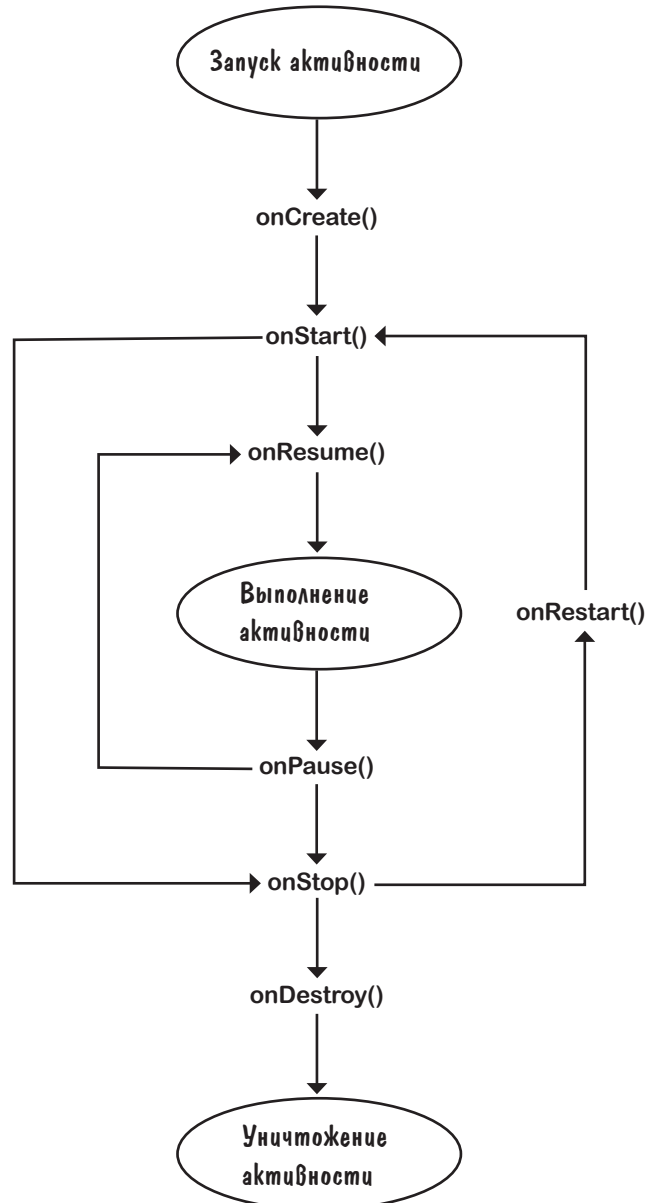 Запуск активности
onCreate()
onStart()
onResume()
Выполнение
активности
onRestart()
onPause()
onStop()
onDestroy()
Уничтожение
активности